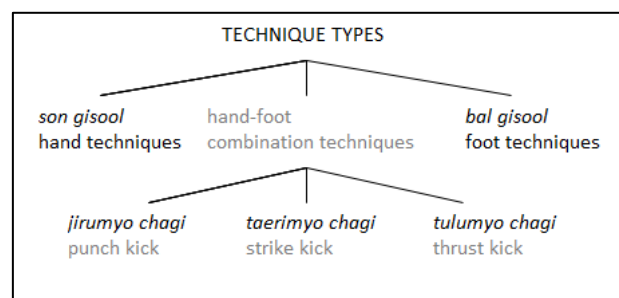 TECHNIQUE TYPES
son gisool hand-foot bal gisool
hand techniques combination techniques foot techniques
jirumyo chagi taerimyo chagi tulumyo chagi
punch kick strike kick thrust kick